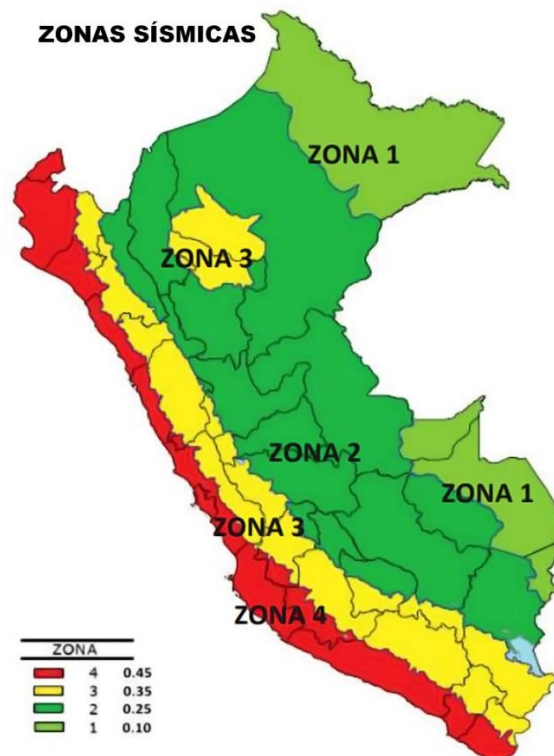 ZONAS SÍSMICAS
ZONA 1
ZONA 3
ZONA 2
ZONA 1
ZONA 3
ZONA 4
ZONA
4 0.45
3 0.35
2 0.25
1 0.10